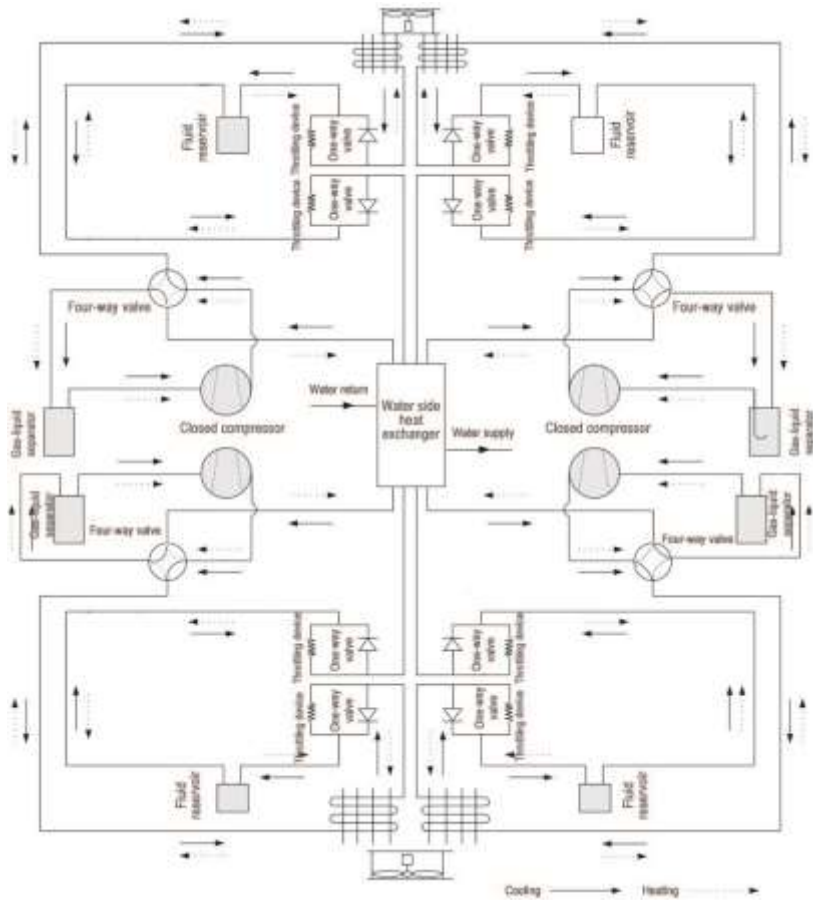 Fluid
reservoir
Throttling device
One-way
valve
One-way
valve
Throttling device
Fluid
reservoir
Throttling device
One-way
valve
One-way
valve
Throttling device
Four-way valve
Four-way valve
Gas-liquid
separator
Closed compressor
Water return
Water side
heat
exchanger
Water supply
Closed compressor
Gas-liquid
separator
Gas-liquid
separator
Four-way valve
Four-way valve
Gas-liquid
separator
Throttling device
One-way
valve
One-way
valve
Throttling device
Throttling device
One-way
valve
One-way
valve
Throttling device
Fluid
reservoir
Fluid
reservoir
Cooling
Heating